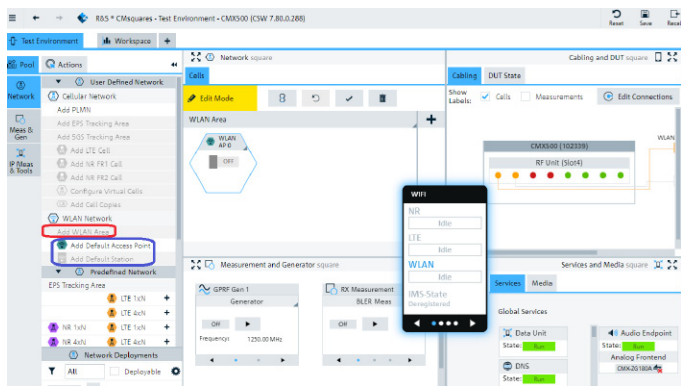 R&S * CMsquares - Test Environment - CMX500 (CSW 7.80.0.288)
Reset Save Recall
Test Environment Workspace +
Pool Actions
Network square
Cabling and DUT square
User Defined Network
Cells
Cabling DUT State
Network
Cellular Network
Add PLMN
Edit Mode
Show Labels: Cells Measurements Edit Connections
Add EPS Tracking Area
WLAN Area
Meas & Gen
Add 5GS Tracking Area
Add LTE Cell
WLAN AP 0
WLAN
IP Meas & Tools
Add NR FR1 Cell
OFF
CMX500 (102339)
Add NR FR2 Cell
RF Unit (Slot4)
Configure Virtual Cells
Add Call Copies
WLAN Network
WIFI
Add WLAN Area
NR
Idle
Add Default Access Point
LTE
Idle
Add Default Station
WLAN
Idle
Predefined Network
Measurement and Generator square
Services and Media square
EPS Tracking Area
IMS-State
Deregistered
Services Media
LTE 1xN +
GPRF Gen 1
Generator
RX Measurement
BLER Meas
Global Services
LTE 4xN +
NR 1xN LTE 1xN +
Off
Off
Data Unit
State: Run
Audio Endpoint
State: Run
NR 4xN LTE 4xN +
Frequency: 1250.00 MHz
Analog Frontend
Network Deployments
DNS
State: Run
CMX-ZG180A
All Deployable